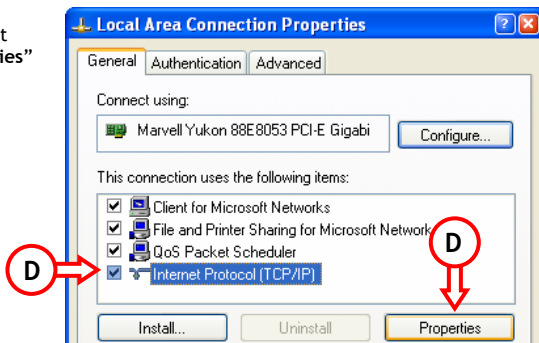 t
ies”
Local Area Connection Properties
General Authentication Advanced
Connect using:
Marvell Yukon 88E8053 PCI-E Gigabi Configure...
This connection uses the following items:
Client for Microsoft Networks
File and Printer Sharing for Microsoft Network
QoS Packet Scheduler
D
D
Internet Protocol (TCP/IP)
Install... Uninstall Properties